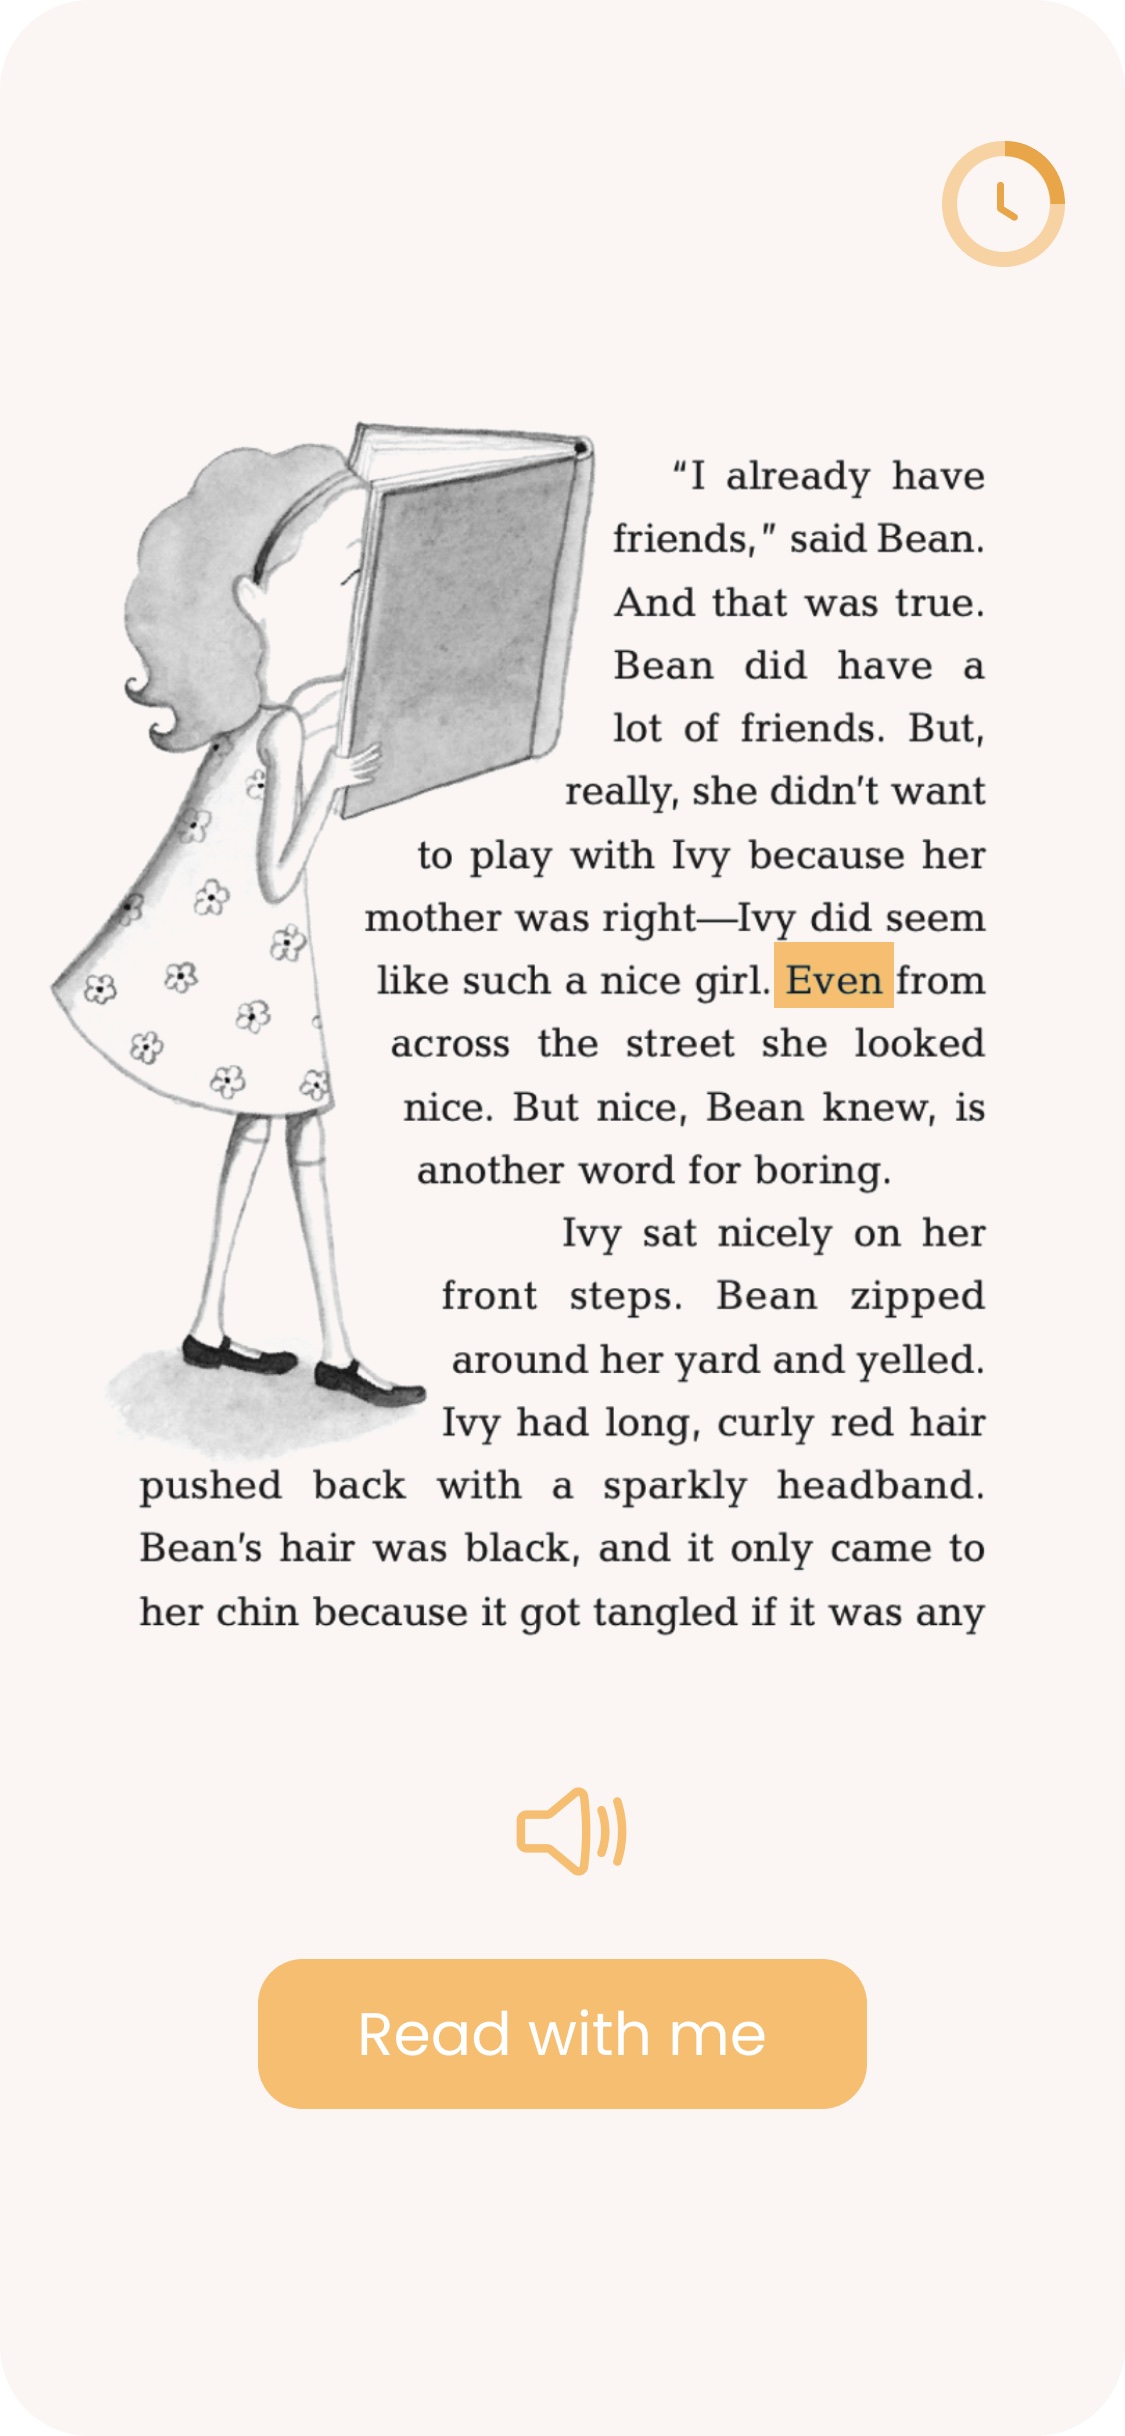 “I already have
friends,” said Bean.
And that was true.
Bean did have a
lot of friends. But,
really, she didn’t want
to play with Ivy because her
mother was right—Ivy did seem
like such a nice girl. Even from
across the street she looked
nice. But nice, Bean knew, is
another word for boring.
Ivy sat nicely on her
front steps. Bean zipped
around her yard and yelled.
Ivy had long, curly red hair
pushed back with a sparkly headband.
Bean’s hair was black, and it only came to
her chin because it got tangled if it was any
Read with me